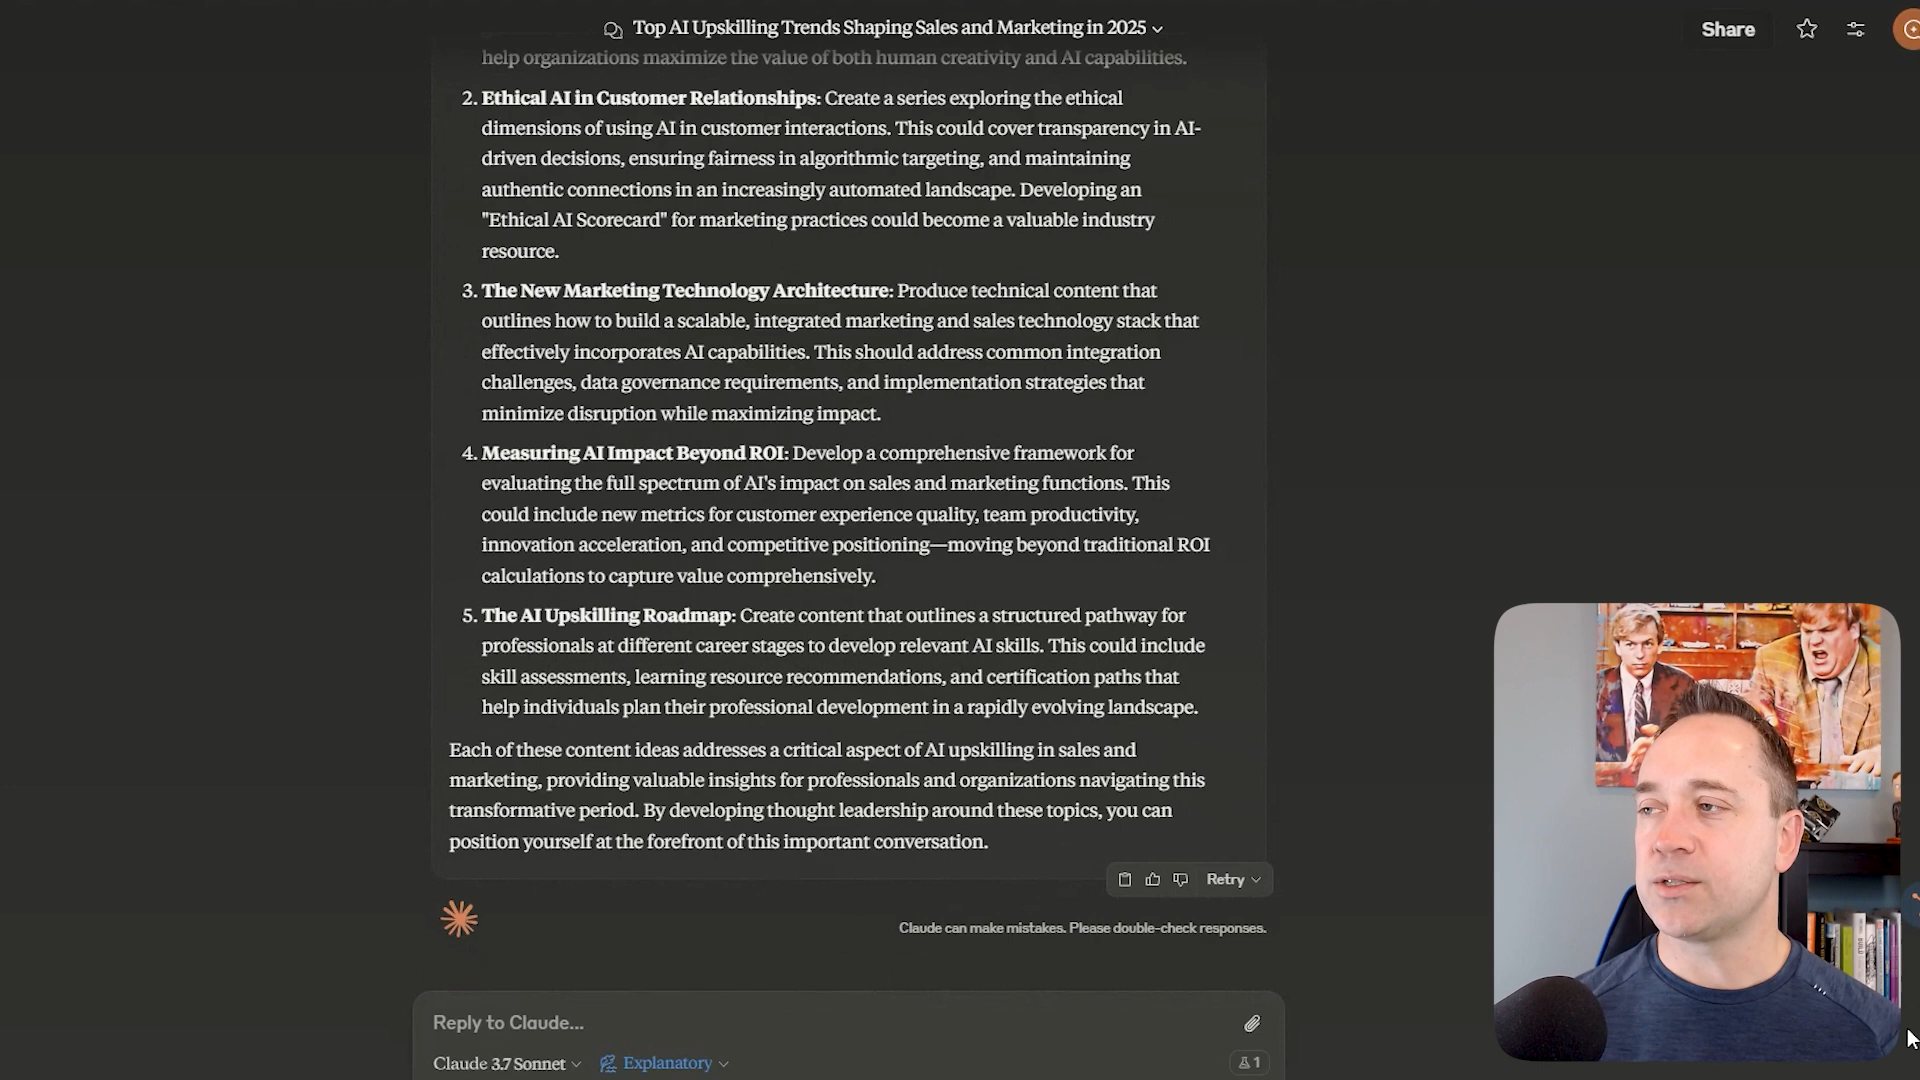 Top AI Upskilling Trends Shaping Sales and Marketing in 2025
Share
help organizations maximize the value of both human creativity and AI capabilities.
2. Ethical AI in Customer Relationships: Create a series exploring the ethical
dimensions of using AI in customer interactions. This could cover transparency in AI-
driven decisions, ensuring fairness in algorithmic targeting, and maintaining
authentic connections in an increasingly automated landscape. Developing an
"Ethical AI Scorecard" for marketing practices could become a valuable industry
resource.
3. The New Marketing Technology Architecture: Produce technical content that
outlines how to build a scalable, integrated marketing and sales technology stack that
effectively incorporates AI capabilities. This should address common integration
challenges, data governance requirements, and implementation strategies that
minimize disruption while maximizing impact.
4. Measuring AI Impact Beyond ROI: Develop a comprehensive framework for
evaluating the full spectrum of AI's impact on sales and marketing functions. This
could include new metrics for customer experience quality, team productivity,
innovation acceleration, and competitive positioning—moving beyond traditional ROI
calculations to capture value comprehensively.
5. The AI Upskilling Roadmap: Create content that outlines a structured pathway for
professionals at different career stages to develop relevant AI skills. This could include
skill assessments, learning resource recommendations, and certification paths that
help individuals plan their professional development in a rapidly evolving landscape.
Each of these content ideas addresses a critical aspect of AI upskilling in sales and
marketing, providing valuable insights for professionals and organizations navigating this
transformative period. By developing thought leadership around these topics, you can
position yourself at the forefront of this important conversation.
Retry
Claude can make mistakes. Please double-check responses.
Reply to Claude...
Claude 3.7 Sonnet
Explanatory
1